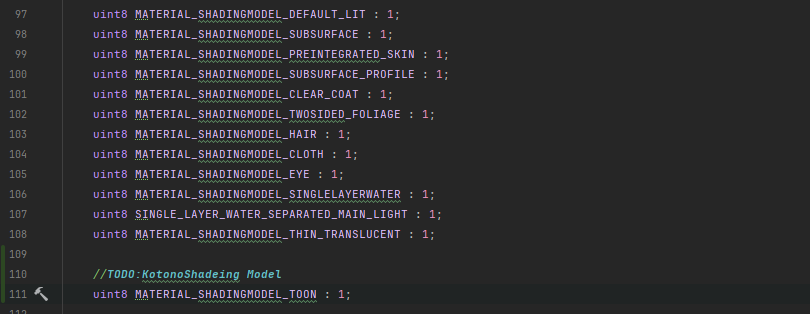 97 uint8 MATERIAL_SHADINGMODEL_DEFAULT_LIT : 1;
98 uint8 MATERIAL_SHADINGMODEL_SUBSURFACE : 1;
99 uint8 MATERIAL_SHADINGMODEL_PREINTEGRATED_SKIN : 1;
100 uint8 MATERIAL_SHADINGMODEL_SUBSURFACE_PROFILE : 1;
101 uint8 MATERIAL_SHADINGMODEL_CLEAR_COAT : 1;
102 uint8 MATERIAL_SHADINGMODEL_TWOSIDED_FOLIAGE : 1;
103 uint8 MATERIAL_SHADINGMODEL_HAIR : 1;
104 uint8 MATERIAL_SHADINGMODEL_CLOTH : 1;
105 uint8 MATERIAL_SHADINGMODEL_EYE : 1;
106 uint8 MATERIAL_SHADINGMODEL_SINGLELAYERWATER : 1;
107 uint8 SINGLE_LAYER_WATER_SEPARATED_MAIN_LIGHT : 1;
108 uint8 MATERIAL_SHADINGMODEL_THIN_TRANSLUCENT : 1;
109
110 //TODO:KotonoShadeing Model
111 uint8 MATERIAL_SHADINGMODEL_TOON : 1;